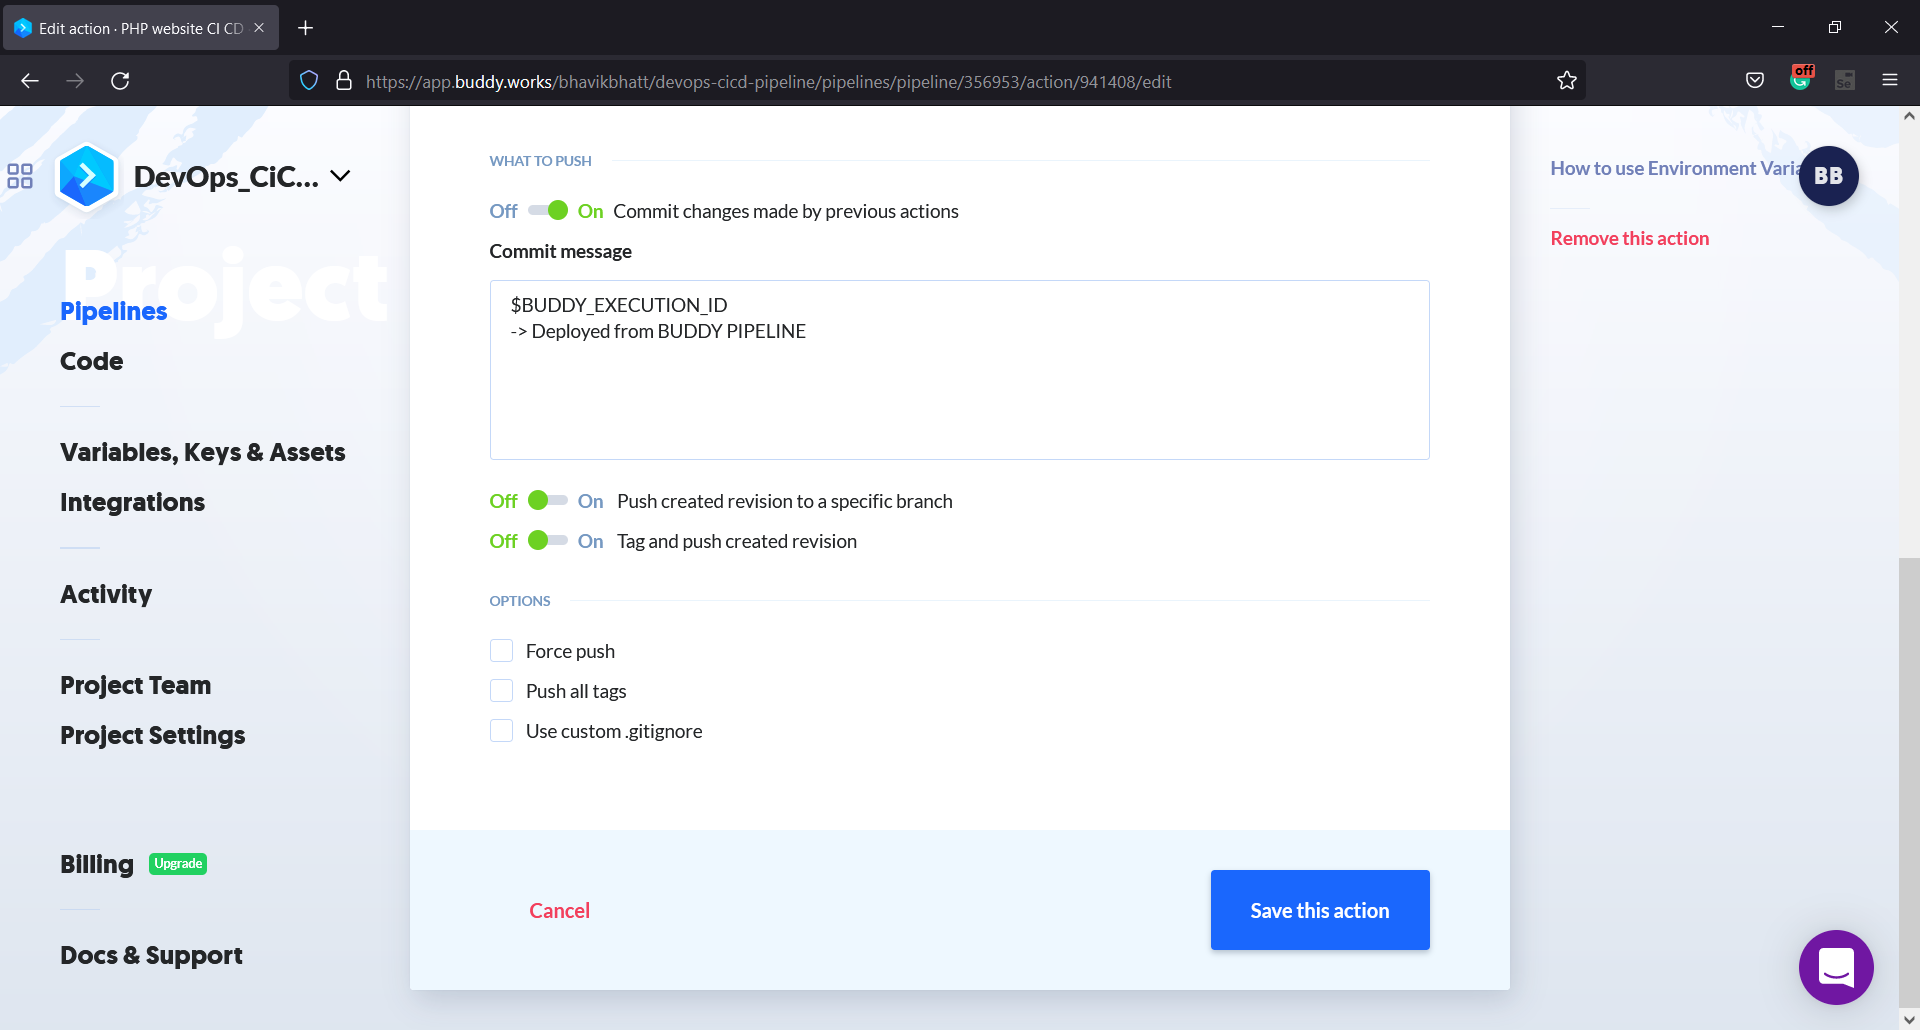 Edit action · PHP website CI CD
https://app.buddy.works/bhavikbhatt/devops-cicd-pipeline/pipelines/pipeline/356953/action/941408/edit
off
Se
DevOps_CiC...
Project
Pipelines
Code
Variables, Keys & Assets
Integrations
Activity
Project Team
Project Settings
Billing Upgrade
Docs & Support
WHAT TO PUSH
Off On Commit changes made by previous actions
Commit message
$BUDDY_EXECUTION_ID
-> Deployed from BUDDY PIPELINE
Off On Push created revision to a specific branch
Off On Tag and push created revision
OPTIONS
Force push
Push all tags
Use custom .gitignore
Cancel
Save this action
How to use Environment Varia
BB
Remove this action